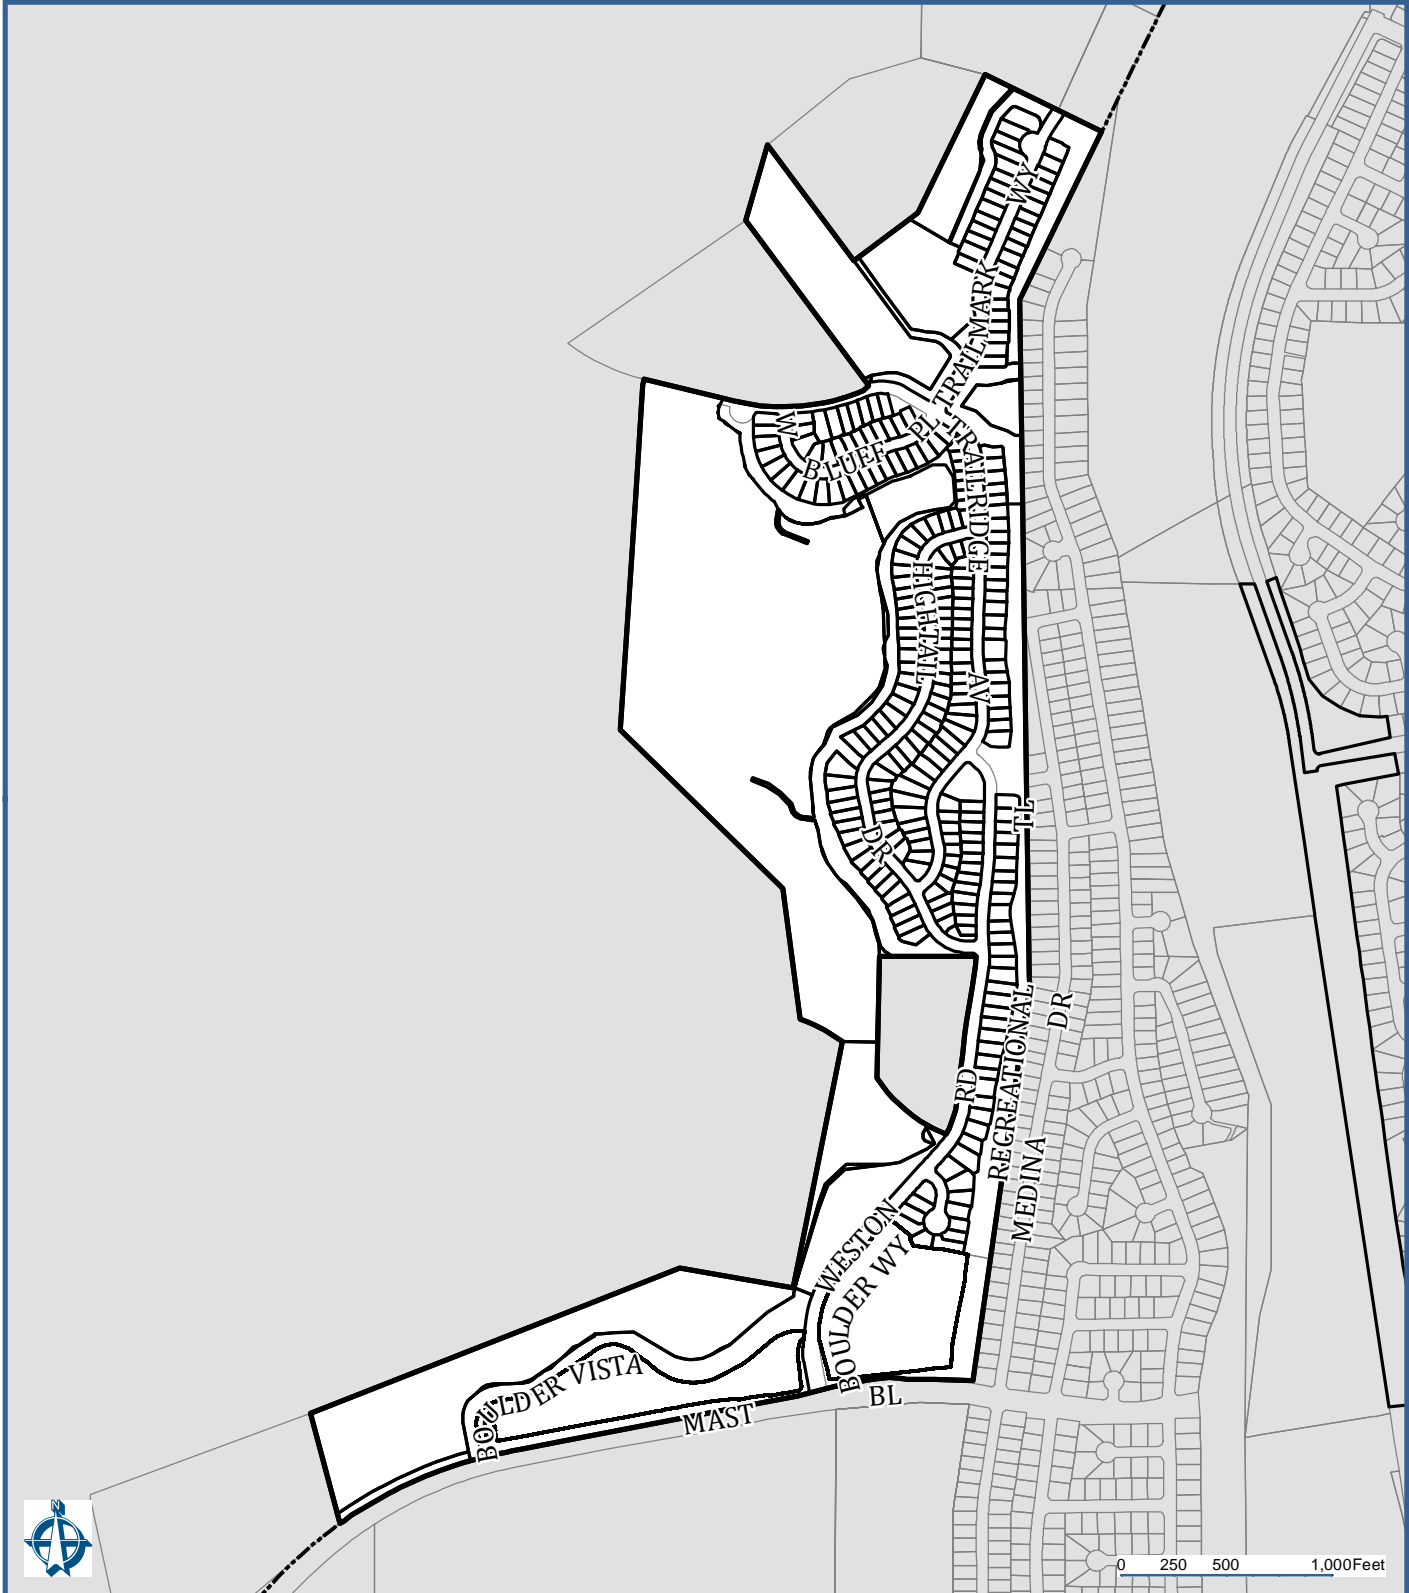 WY
TRAILMARK
W
BLUFF PL
TRAILRIDGE
HIGHTAIL
AV
TL
DR
DR
RECREATIONAL
RD
MEDINA
WESTON
BOULDER WY
BOULDER VISTA
BL
MAST
N
0 250 500 1,000Feet